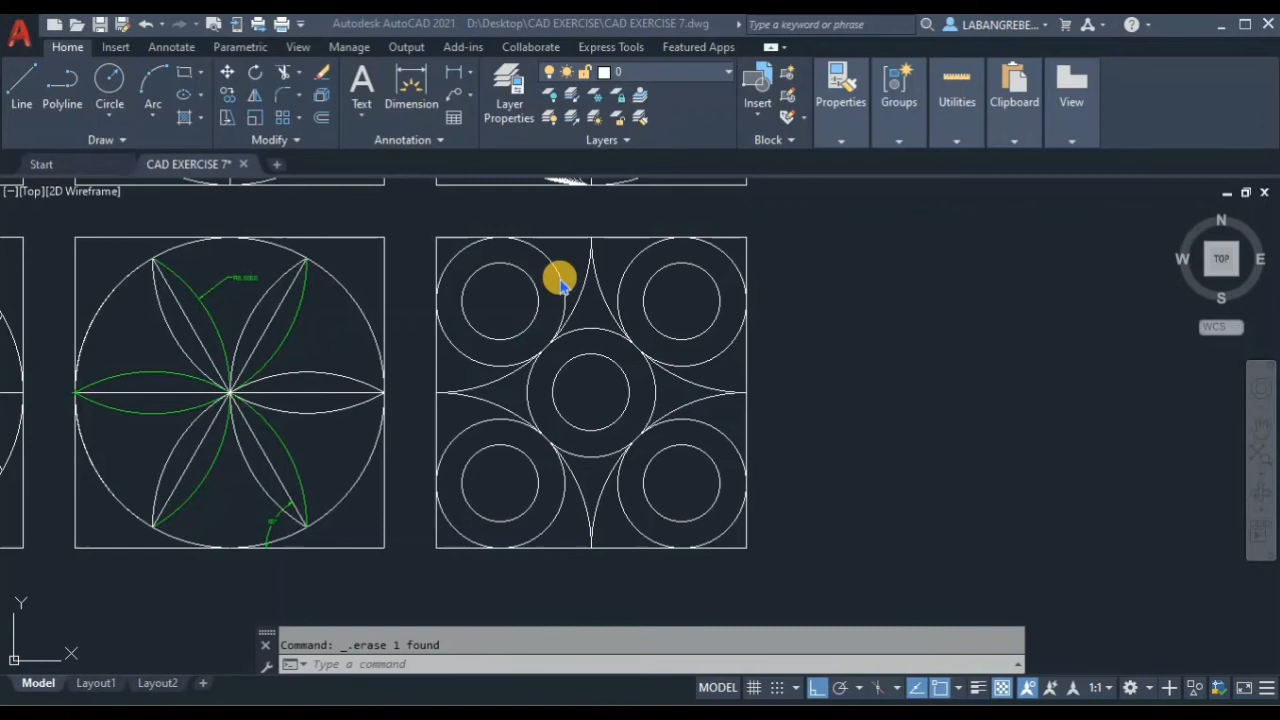 Autodesk AutoCAD 2021 D:\Desktop\CAD EXERCISE\CAD EXERCISE 7.dwg
Type a keyword or phrase
LABANGREBE...
Home Insert Annotate Parametric View Manage Output Add-ins Collaborate Express Tools Featured Apps
0
Line Polyline Circle Arc Text Dimension Layer Properties Insert Properties Groups Utilities Clipboard View
Draw Modify Annotation Layers Block
Start CAD EXERCISE 7*
[−][Top][2D Wireframe]
N
W TOP E
S
WCS
Y
X
Command: _.erase 1 found
Type a command
Model Layout1 Layout2
MODEL 1:1